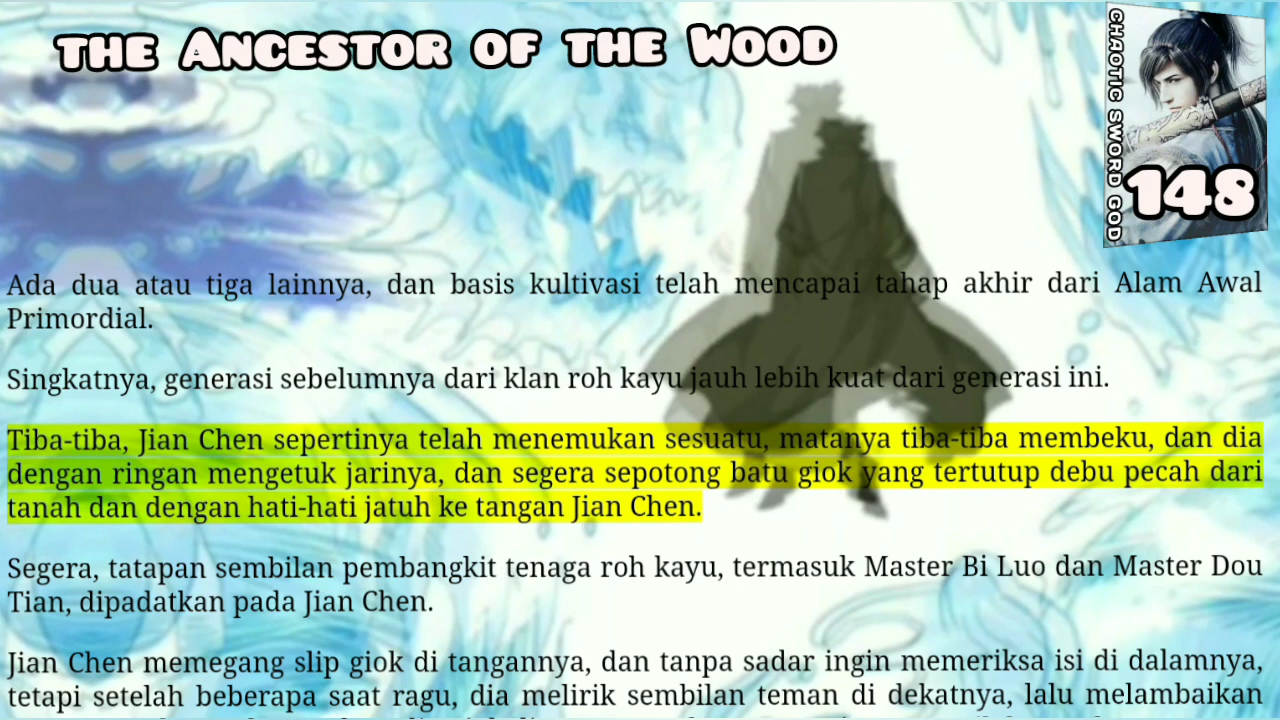 the Ancestor of the Wood
CHAOTIC SWORD GOD
148
Ada dua atau tiga lainnya, dan basis kultivasi telah mencapai tahap akhir dari Alam Awal
Primordial.
Singkatnya, generasi sebelumnya dari klan roh kayu jauh lebih kuat dari generasi ini.
Tiba-tiba, Jian Chen sepertinya telah menemukan sesuatu, matanya tiba-tiba membeku, dan dia
dengan ringan mengetuk jarinya, dan segera sepotong batu giok yang tertutup debu pecah dari
tanah dan dengan hati-hati jatuh ke tangan Jian Chen.
Segera, tatapan sembilan pembangkit tenaga roh kayu, termasuk Master Bi Luo dan Master Dou
Tian, dipadatkan pada Jian Chen.
Jian Chen memegang slip giok di tangannya, dan tanpa sadar ingin memeriksa isi di dalamnya,
tetapi setelah beberapa saat ragu, dia melirik sembilan teman di dekatnya, lalu melambaikan